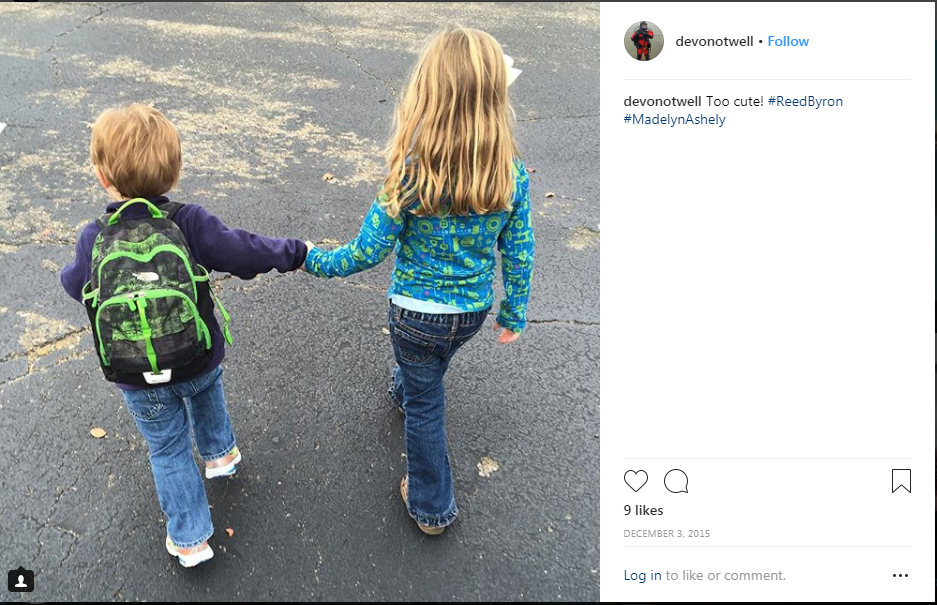 devonotwell • Follow
devonotwell Too cute! #ReedByron
#MadelynAshely
9 likes
DECEMBER 3, 2015
Log in to like or comment.